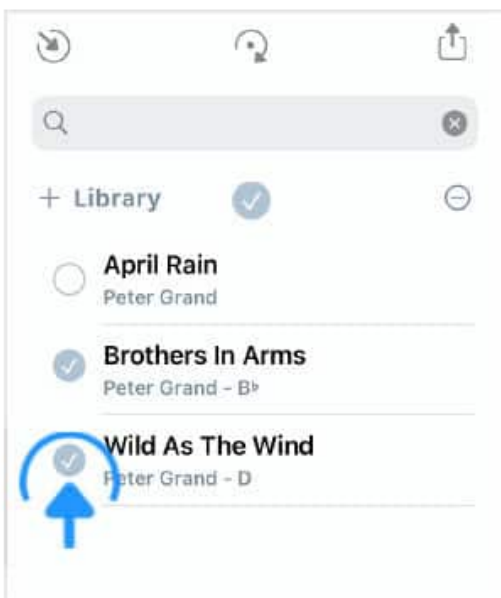 + Library
April Rain
Peter Grand
Brothers In Arms
Peter Grand - B♭
Wild As The Wind
Peter Grand - D